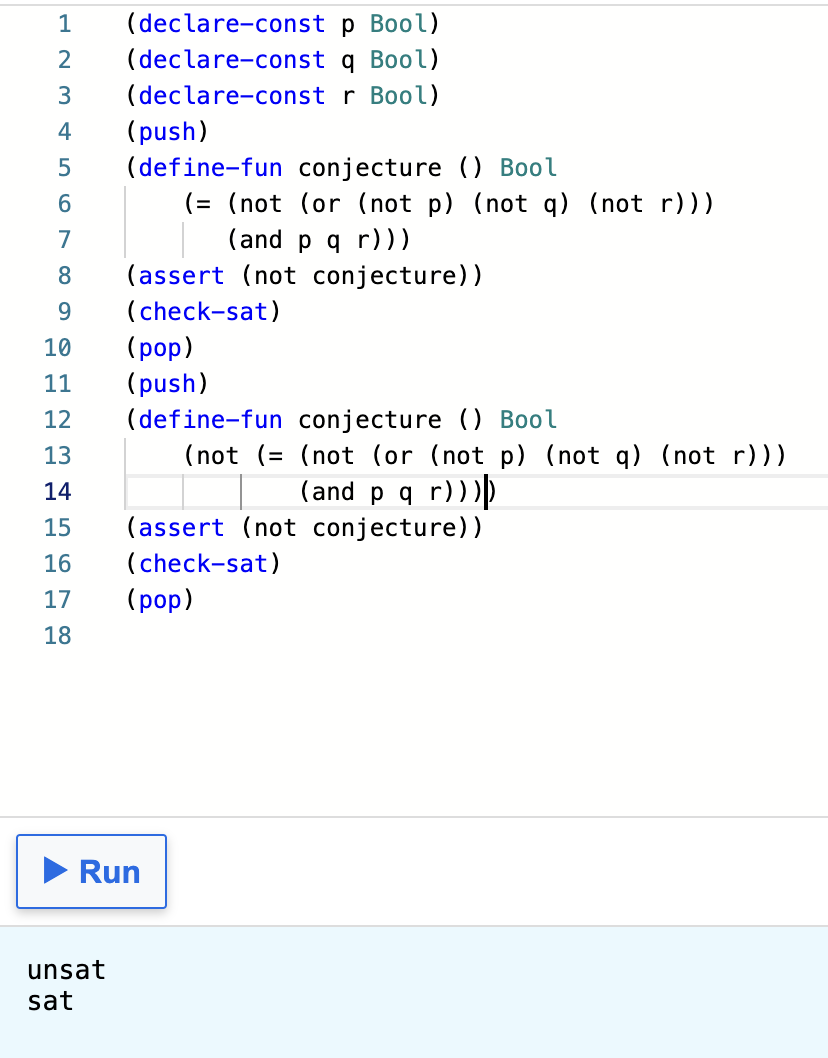 1 (declare-const p Bool)
2 (declare-const q Bool)
3 (declare-const r Bool)
4 (push)
5 (define-fun conjecture () Bool
6     (= (not (or (not p) (not q) (not r)))
7        (and p q r)))
8 (assert (not conjecture))
9 (check-sat)
10 (pop)
11 (push)
12 (define-fun conjecture () Bool
13     (not (= (not (or (not p) (not q) (not r)))
14             (and p q r))))
15 (assert (not conjecture))
16 (check-sat)
17 (pop)
18
Run
unsat
sat